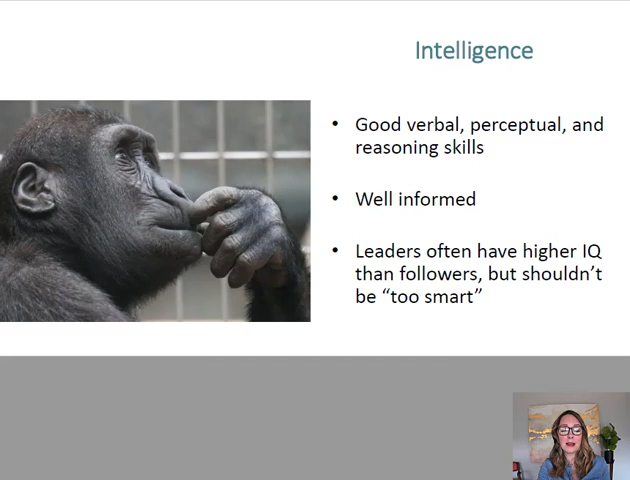 Intelligence
• Good verbal, perceptual, and
reasoning skills
• Well informed
• Leaders often have higher IQ
than followers, but shouldn’t
be “too smart”